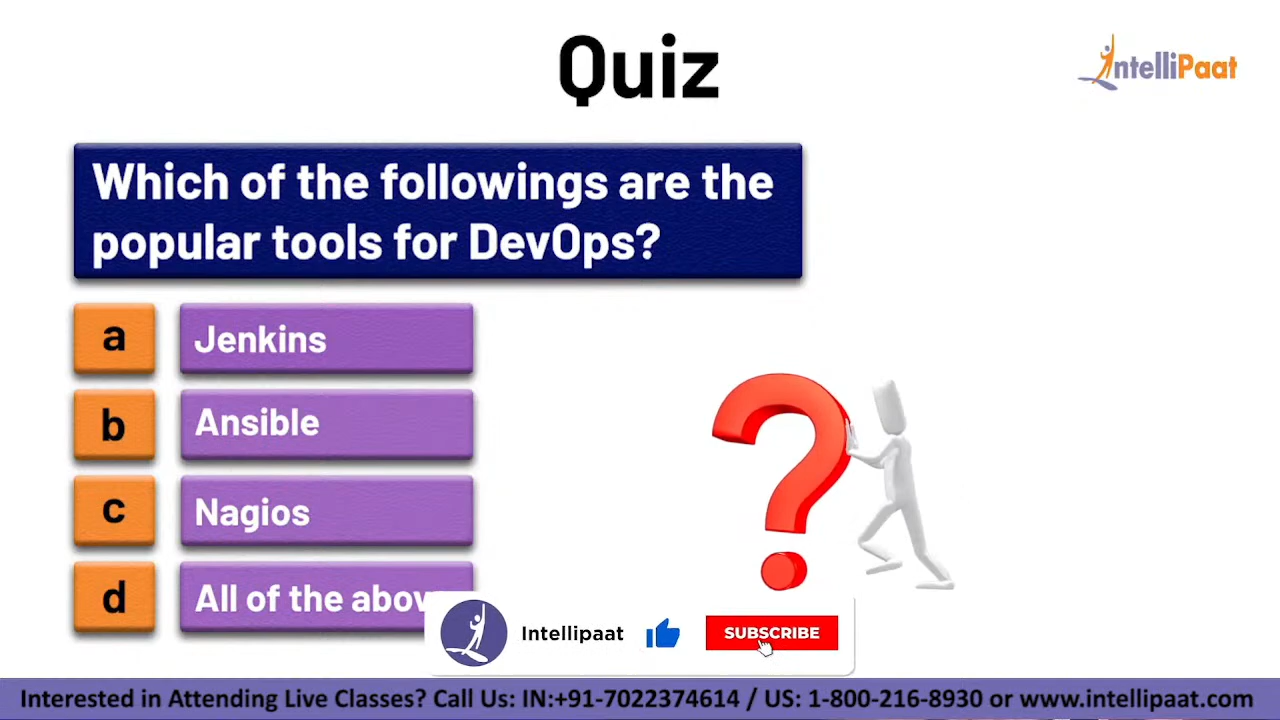 Quiz
IntelliPaat
Which of the followings are the
popular tools for DevOps?
a Jenkins
b Ansible
c Nagios
d All of the above
Intellipaat SUBSCRIBE
Interested in Attending Live Classes? Call Us: IN:+91-7022374614 / US: 1-800-216-8930 or www.intellipaat.com